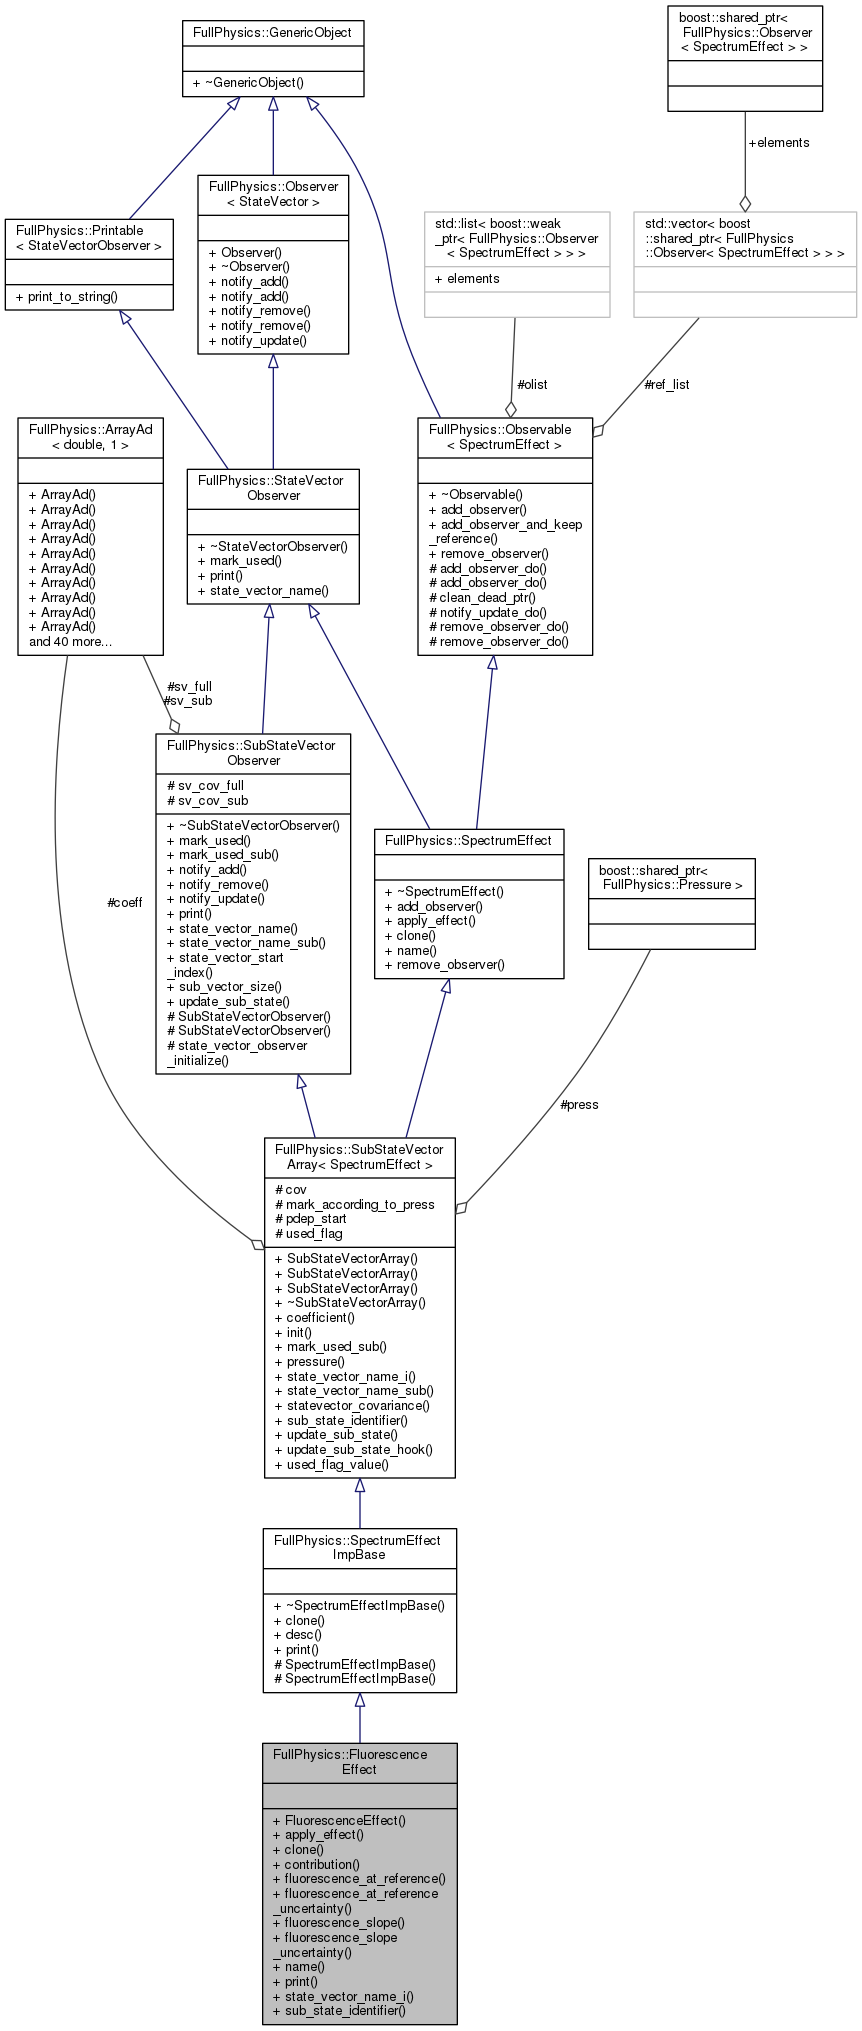 FullPhysics::GenericObject
+ ~GenericObject()
boost::shared_ptr<
FullPhysics::Observer
< SpectrumEffect > >
+elements
FullPhysics::Printable
< StateVectorObserver >
+ print_to_string()
FullPhysics::Observer
< StateVector >
+ Observer()
+ ~Observer()
+ notify_add()
+ notify_add()
+ notify_remove()
+ notify_remove()
+ notify_update()
std::list< boost::weak
_ptr< FullPhysics::Observer
< SpectrumEffect > > >
+ elements
std::vector< boost
::shared_ptr< FullPhysics
::Observer< SpectrumEffect > > >
#olist
#ref_list
FullPhysics::ArrayAd
< double, 1 >
+ ArrayAd()
+ ArrayAd()
+ ArrayAd()
+ ArrayAd()
+ ArrayAd()
+ ArrayAd()
+ ArrayAd()
+ ArrayAd()
+ ArrayAd()
+ ArrayAd()
and 40 more...
FullPhysics::StateVector
Observer
+ ~StateVectorObserver()
+ mark_used()
+ print()
+ state_vector_name()
FullPhysics::Observable
< SpectrumEffect >
+ ~Observable()
+ add_observer()
+ add_observer_and_keep
_reference()
+ remove_observer()
# add_observer_do()
# add_observer_do()
# clean_dead_ptr()
# notify_update_do()
# remove_observer_do()
# remove_observer_do()
#sv_full
#sv_sub
FullPhysics::SubStateVector
Observer
# sv_cov_full
# sv_cov_sub
+ ~SubStateVectorObserver()
+ mark_used()
+ mark_used_sub()
+ notify_add()
+ notify_remove()
+ notify_update()
+ print()
+ state_vector_name()
+ state_vector_name_sub()
+ state_vector_start
_index()
+ sub_vector_size()
+ update_sub_state()
# SubStateVectorObserver()
# SubStateVectorObserver()
# state_vector_observer
_initialize()
FullPhysics::SpectrumEffect
+ ~SpectrumEffect()
+ add_observer()
+ apply_effect()
+ clone()
+ name()
+ remove_observer()
boost::shared_ptr<
FullPhysics::Pressure >
#coeff
#press
FullPhysics::SubStateVector
Array< SpectrumEffect >
# cov
# mark_according_to_press
# pdep_start
# used_flag
+ SubStateVectorArray()
+ SubStateVectorArray()
+ SubStateVectorArray()
+ ~SubStateVectorArray()
+ coefficient()
+ init()
+ mark_used_sub()
+ pressure()
+ state_vector_name_i()
+ state_vector_name_sub()
+ statevector_covariance()
+ sub_state_identifier()
+ update_sub_state()
+ update_sub_state_hook()
+ used_flag_value()
FullPhysics::SpectrumEffect
ImpBase
+ ~SpectrumEffectImpBase()
+ clone()
+ desc()
+ print()
# SpectrumEffectImpBase()
# SpectrumEffectImpBase()
FullPhysics::Fluorescence
Effect
+ FluorescenceEffect()
+ apply_effect()
+ clone()
+ contribution()
+ fluorescence_at_reference()
+ fluorescence_at_reference
_uncertainty()
+ fluorescence_slope()
+ fluorescence_slope
_uncertainty()
+ name()
+ print()
+ state_vector_name_i()
+ sub_state_identifier()